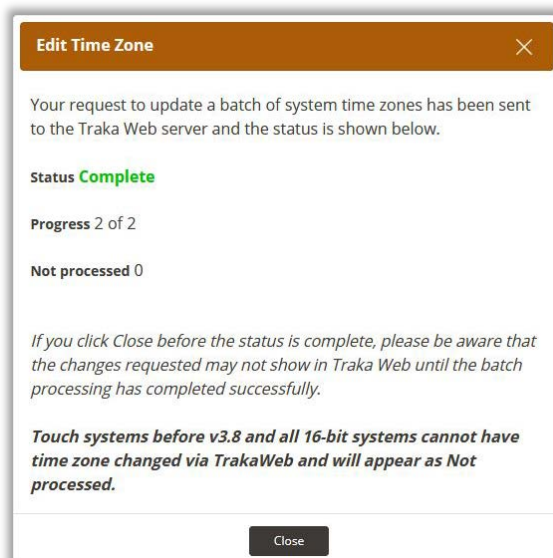 Edit Time Zone
Your request to update a batch of system time zones has been sent
to the Traka Web server and the status is shown below.
Status Complete
Progress 2 of 2
Not processed 0
If you click Close before the status is complete, please be aware that
the changes requested may not show in Traka Web until the batch
processing has completed successfully.
Touch systems before v3.8 and all 16-bit systems cannot have
time zone changed via TrakaWeb and will appear as Not
processed.
Close